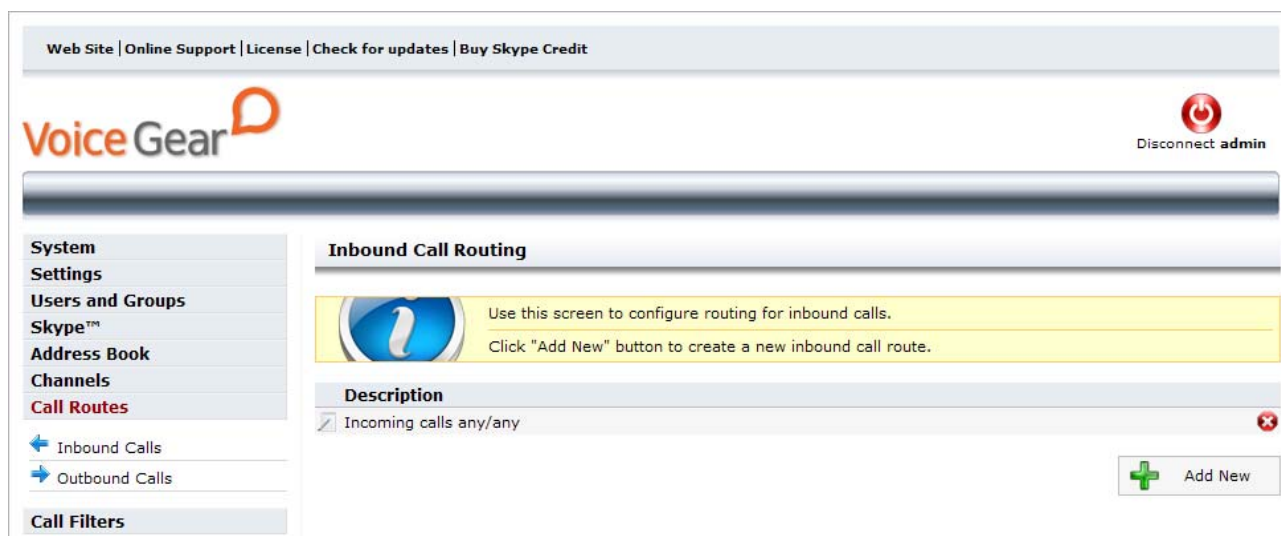 Web Site | Online Support | License | Check for updates | Buy Skype Credit
Voice Gear
Disconnect admin
System
Settings
Users and Groups
Skype™
Address Book
Channels
Call Routes
Inbound Calls
Outbound Calls
Call Filters
Inbound Call Routing
Use this screen to configure routing for inbound calls.
Click "Add New" button to create a new inbound call route.
Description
Incoming calls any/any
Add New